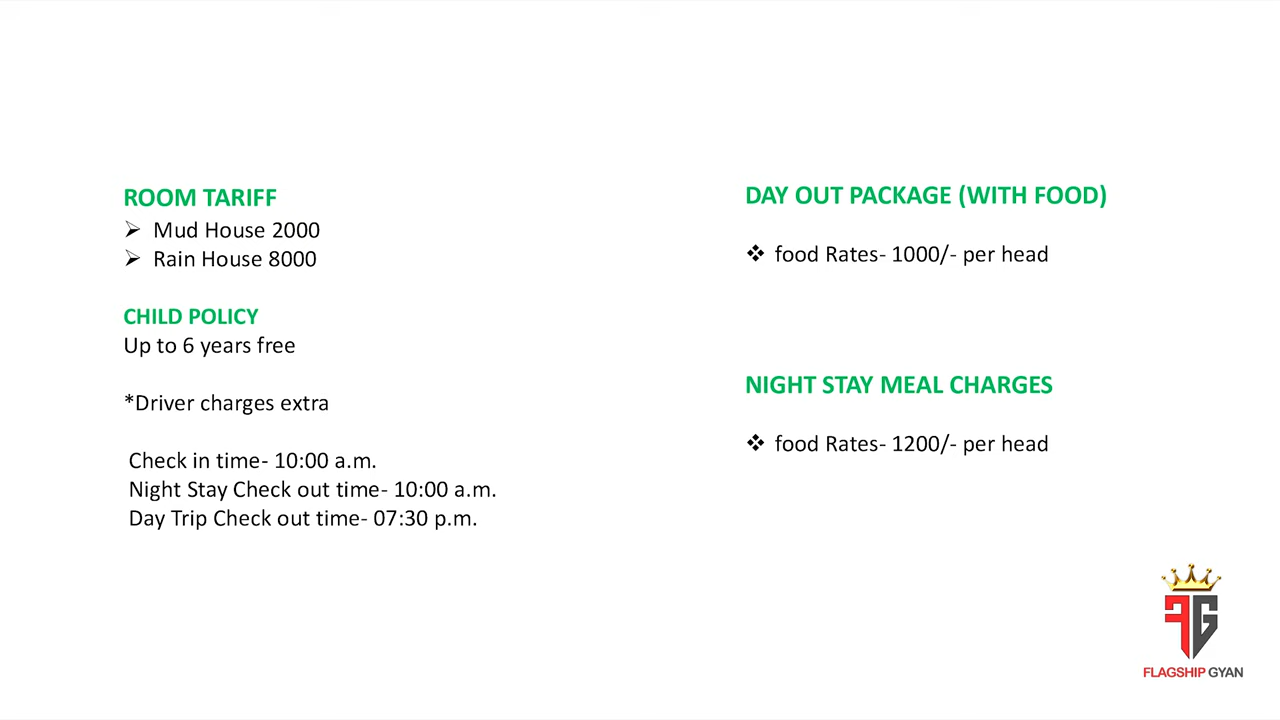 ROOM TARIFF
Mud House 2000
Rain House 8000
CHILD POLICY
Up to 6 years free
*Driver charges extra
Check in time- 10:00 a.m.
Night Stay Check out time- 10:00 a.m.
Day Trip Check out time- 07:30 p.m.
DAY OUT PACKAGE (WITH FOOD)
food Rates- 1000/- per head
NIGHT STAY MEAL CHARGES
food Rates- 1200/- per head
FG
FLAGSHIP GYAN